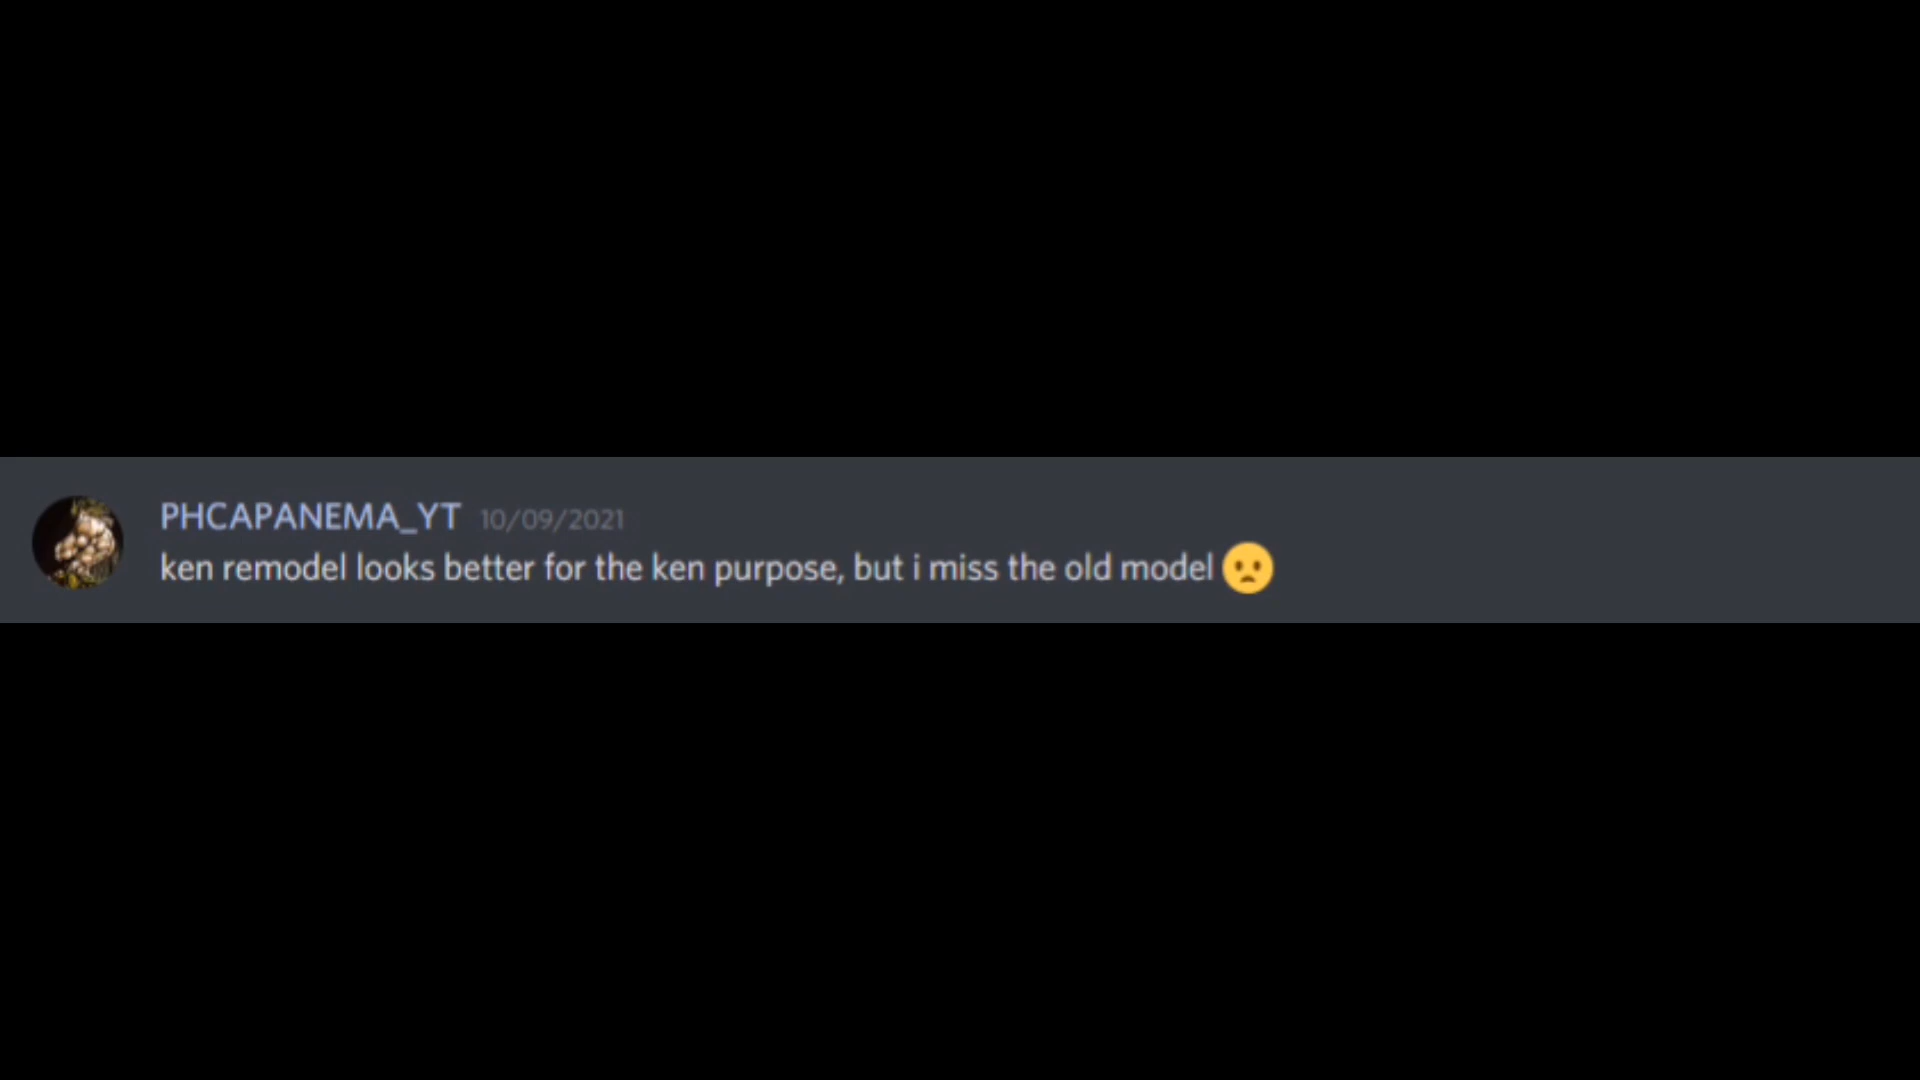 PHCAPANEMA_YT 10/09/2021
ken remodel looks better for the ken purpose, but i miss the old model 🙁